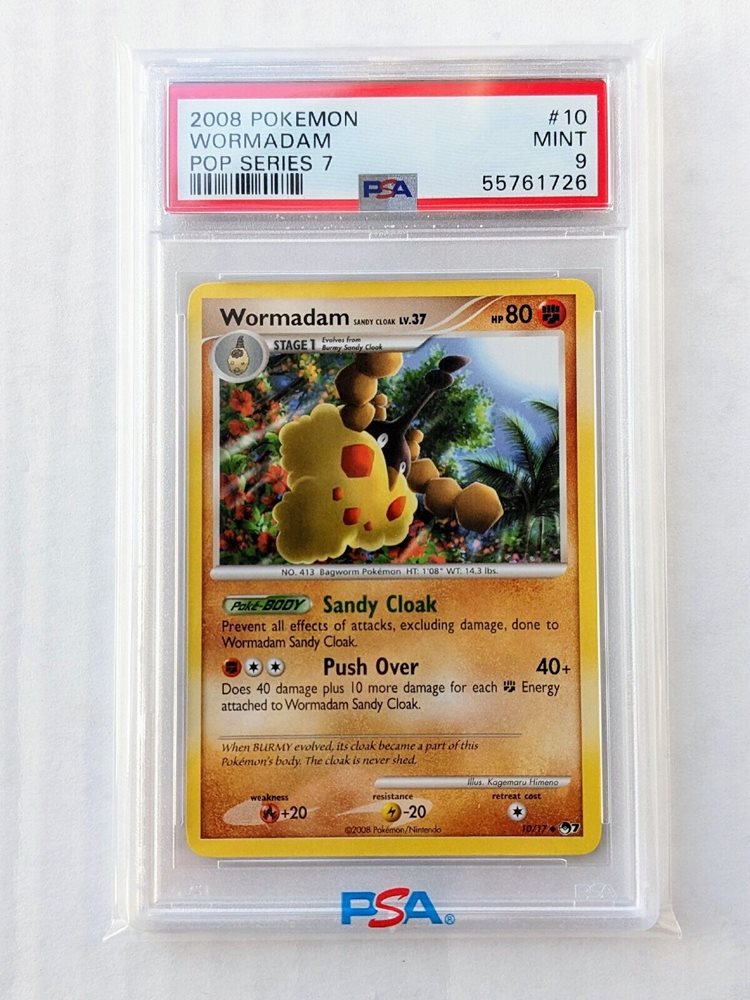 2008 POKEMON #10
WORMADAM MINT
POP SERIES 7 9
PSA 55761726
Wormadam SANDY CLOAK LV.37 HP 80
STAGE 1 Evolves from
Burmy Sandy Cloak
NO. 413 Bagworm Pokémon HT: 1'08" WT: 14.3 lbs.
Poké-BODY Sandy Cloak
Prevent all effects of attacks, excluding damage, done to
Wormadam Sandy Cloak.
Push Over 40+
Does 40 damage plus 10 more damage for each Energy
attached to Wormadam Sandy Cloak.
When BURMY evolved, its cloak became a part of this
Pokémon's body. The cloak is never shed.
Illus. Kagemaru Himeno
weakness resistance retreat cost
+20 -20
©2008 Pokémon/Nintendo 10/17 7
PSA®
PSA